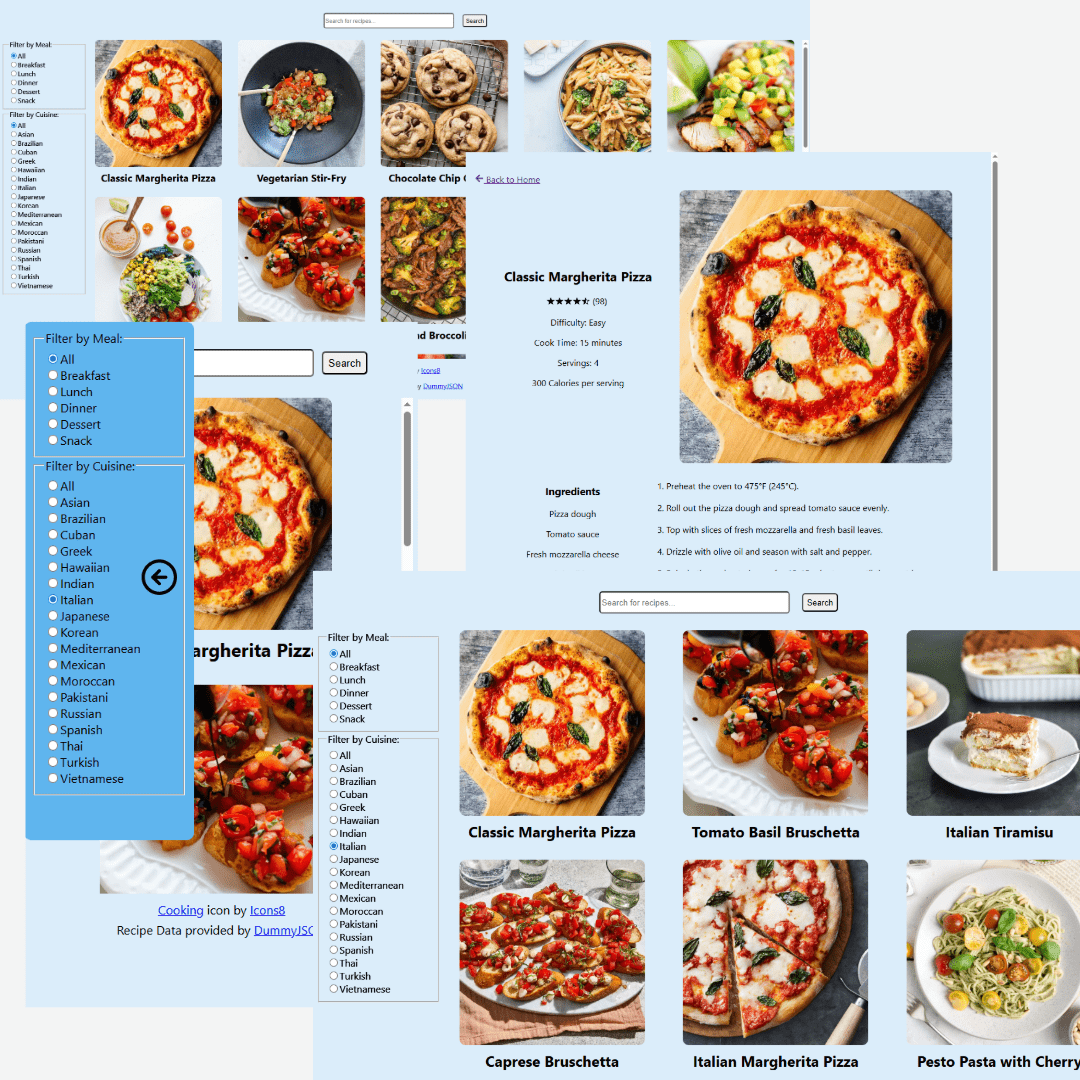 Search for recipes...
Search
Filter by Meal:
All
Breakfast
Lunch
Dinner
Dessert
Snack
Filter by Cuisine:
All
Asian
Brazilian
Cuban
Greek
Hawaiian
Indian
Italian
Japanese
Korean
Mediterranean
Mexican
Moroccan
Pakistani
Russian
Spanish
Thai
Turkish
Vietnamese
Classic Margherita Pizza
Vegetarian Stir-Fry
Chocolate Chip
Broccoli
Icons8
by DummyJSON
Back to Home
Classic Margherita Pizza
(98)
Difficulty: Easy
Cook Time: 15 minutes
Servings: 4
300 Calories per serving
Ingredients
Pizza dough
Tomato sauce
Fresh mozzarella cheese
1. Preheat the oven to 475°F (245°C).
2. Roll out the pizza dough and spread tomato sauce evenly.
3. Top with slices of fresh mozzarella and fresh basil leaves.
4. Drizzle with olive oil and season with salt and pepper.
Filter by Meal:
All
Breakfast
Lunch
Dinner
Dessert
Snack
Filter by Cuisine:
All
Asian
Brazilian
Cuban
Greek
Hawaiian
Indian
Italian
Japanese
Korean
Mediterranean
Mexican
Moroccan
Pakistani
Russian
Spanish
Thai
Turkish
Vietnamese
Search
argherita Pizz
Cooking icon by Icons8
Recipe Data provided by DummyJSO
Search for recipes...
Search
Filter by Meal:
All
Breakfast
Lunch
Dinner
Dessert
Snack
Filter by Cuisine:
All
Asian
Brazilian
Cuban
Greek
Hawaiian
Indian
Italian
Japanese
Korean
Mediterranean
Mexican
Moroccan
Pakistani
Russian
Spanish
Thai
Turkish
Vietnamese
Classic Margherita Pizza
Tomato Basil Bruschetta
Italian Tiramisu
Caprese Bruschetta
Italian Margherita Pizza
Pesto Pasta with Cherry